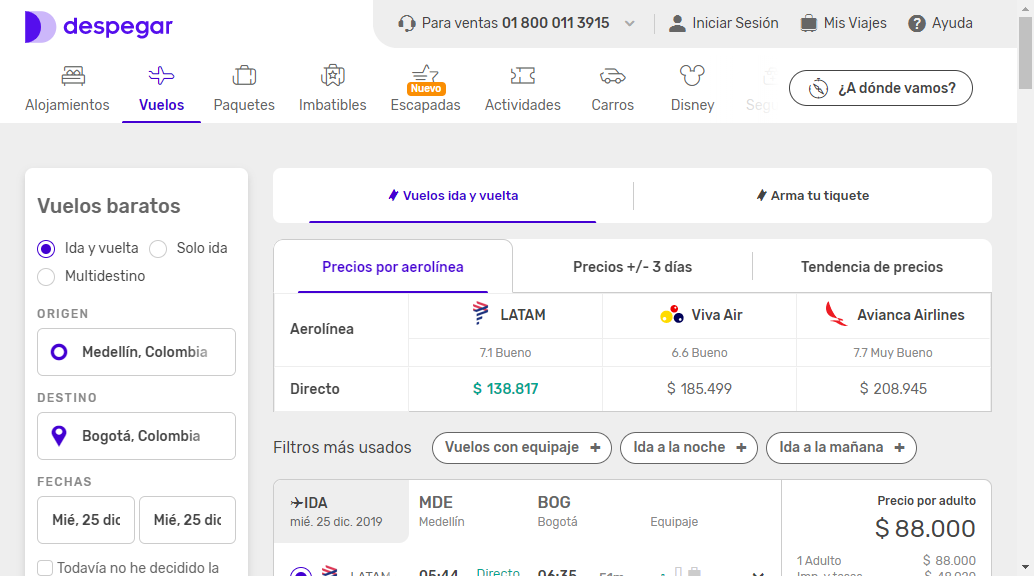 despegar
Para ventas 01 800 011 3915
Iniciar Sesión
Mis Viajes
Ayuda
Alojamientos
Vuelos
Paquetes
Imbatibles
Nuevo
Escapadas
Actividades
Carros
Disney
¿A dónde vamos?
Vuelos baratos
Ida y vuelta
Solo ida
Multidestino
ORIGEN
Medellín, Colombia
DESTINO
Bogotá, Colombia
FECHAS
Mié, 25 dic
Mié, 25 dic
Todavía no he decidido la
Vuelos ida y vuelta
Arma tu tiquete
Precios por aerolínea
Precios +/- 3 días
Tendencia de precios
Aerolínea
LATAM
Viva Air
Avianca Airlines
7.1 Bueno
6.6 Bueno
7.7 Muy Bueno
Directo
$ 138.817
$ 185.499
$ 208.945
Filtros más usados
Vuelos con equipaje +
Ida a la noche +
Ida a la mañana +
IDA
mié. 25 dic. 2019
MDE
Medellín
BOG
Bogotá
Equipaje
LATAM
05:44
Directo
06:35
51m
Precio por adulto
$ 88.000
1 Adulto
$ 88.000